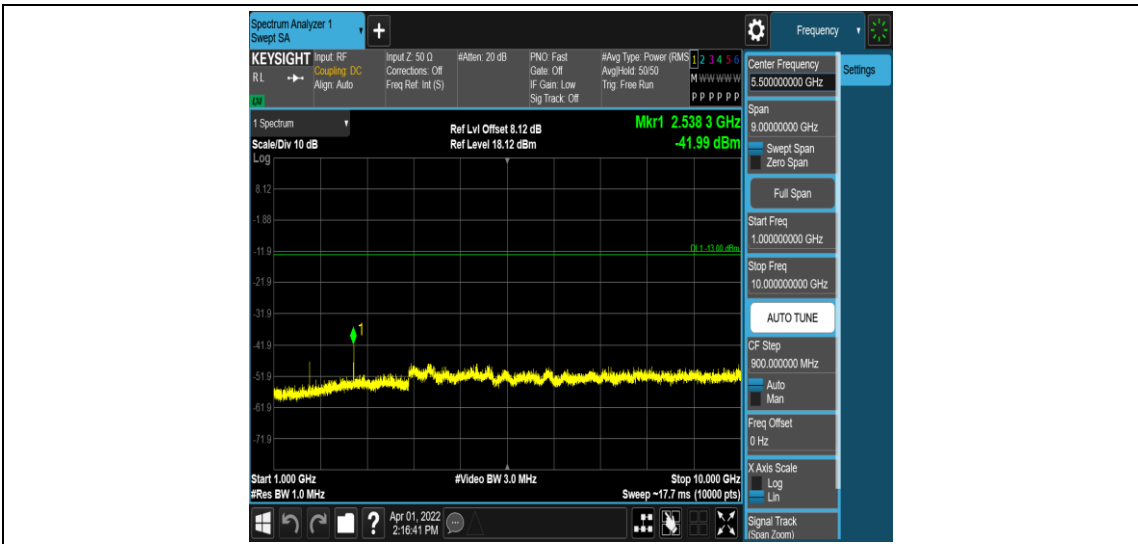 Spectrum Analyzer 1
Swept SA
+
Frequency
KEYSIGHT
RL
LXI
Input: RF
Coupling: DC
Align: Auto
Input Z: 50 Ω
Corrections: Off
Freq Ref: Int (S)
#Atten: 20 dB
PNO: Fast
Gate: Off
IF Gain: Low
Sig Track: Off
#Avg Type: Power (RMS
Avg|Hold: 50/50
Trig: Free Run
1 2 3 4 5 6
M W W W W W
P P P P P P
Settings
1 Spectrum
Scale/Div 10 dB
Log
Ref Lvl Offset 8.12 dB
Ref Level 18.12 dBm
Mkr1 2.538 3 GHz
-41.99 dBm
8.12
-1.88
-11.9
-21.9
-31.9
-41.9
-51.9
-61.9
-71.9
DL1 -13.00 dBm
1
Start 1.000 GHz
#Res BW 1.0 MHz
#Video BW 3.0 MHz
Stop 10.000 GHz
Sweep ~17.7 ms (10000 pts)
Center Frequency
5.500000000 GHz
Span
9.00000000 GHz
Swept Span
Zero Span
Full Span
Start Freq
1.000000000 GHz
Stop Freq
10.000000000 GHz
AUTO TUNE
CF Step
900.000000 MHz
Auto
Man
Freq Offset
0 Hz
X Axis Scale
Log
Lin
Signal Track
(Span Zoom)
?
Apr 01, 2022
2:16:41 PM